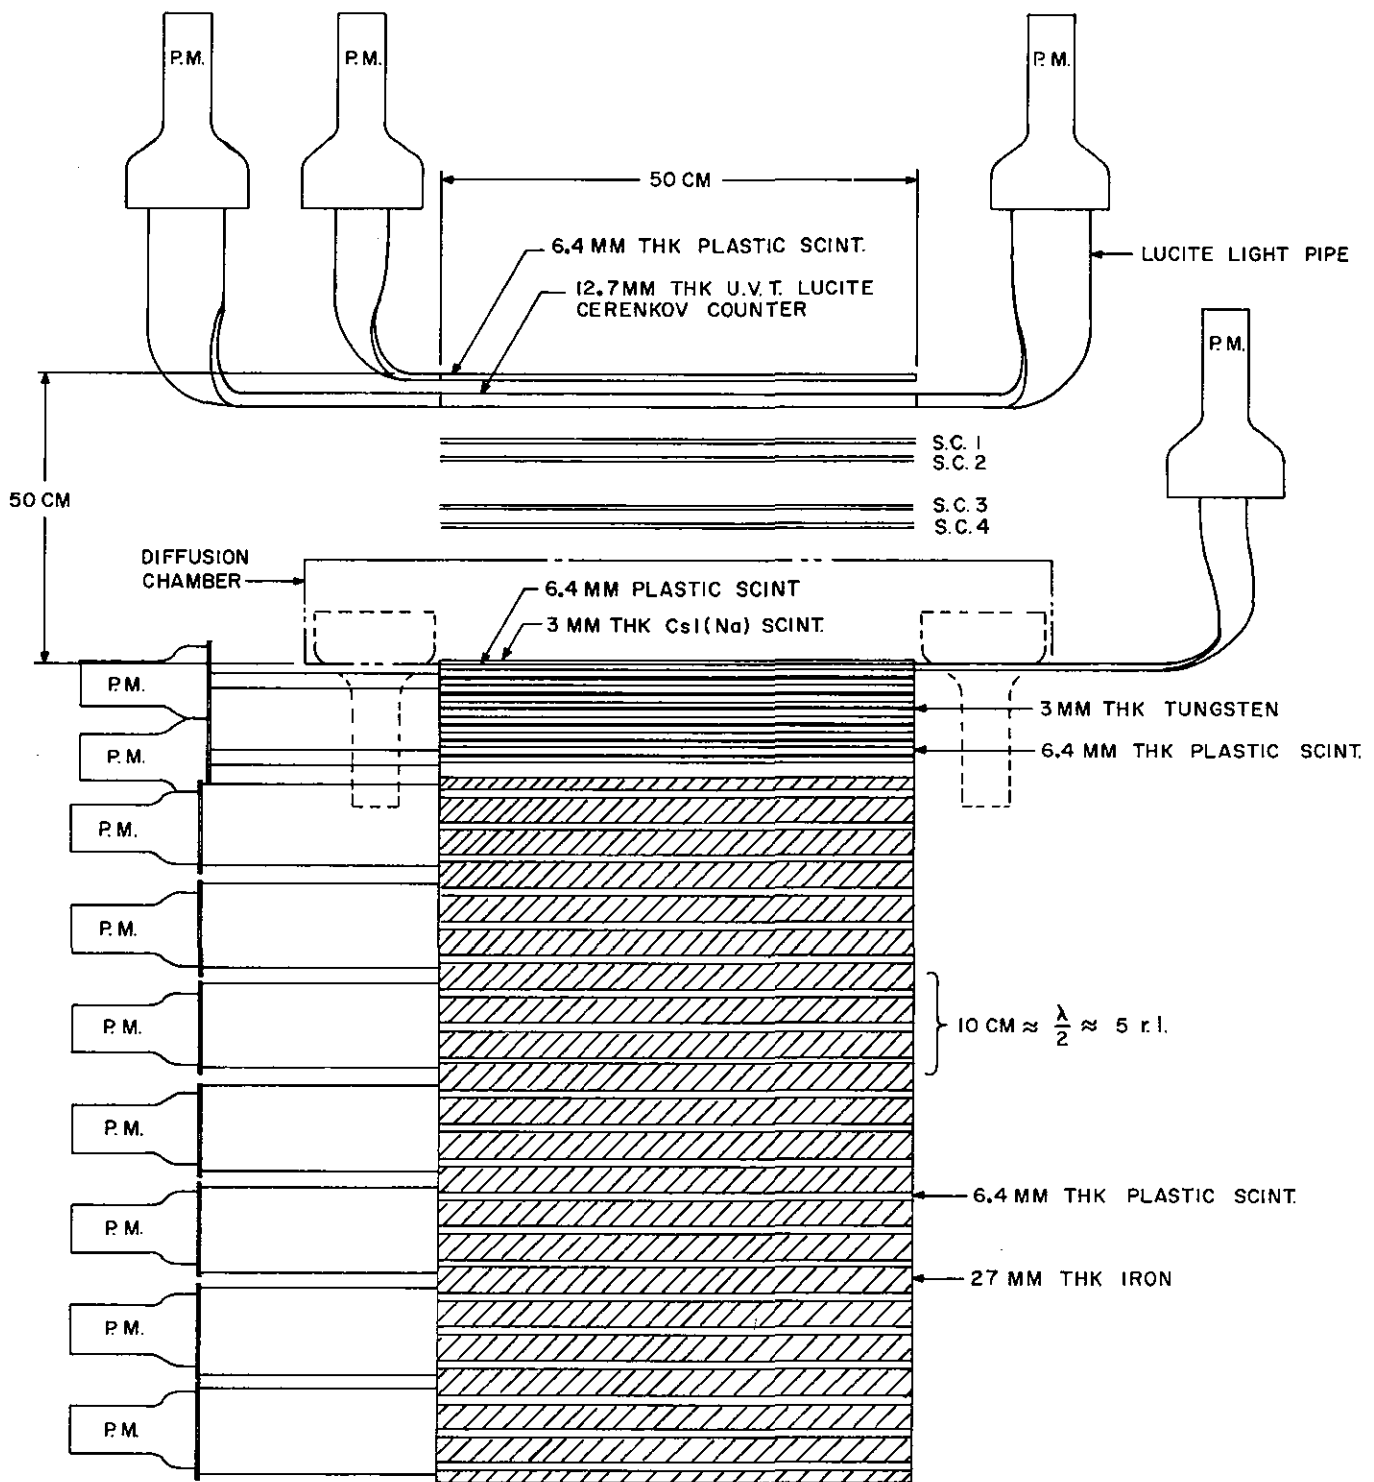 P.M.
P.M.
P.M.
50 CM
6.4 MM THK PLASTIC SCINT.
12.7MM THK U.V.T. LUCITE
CERENKOV COUNTER
LUCITE LIGHT PIPE
P.M.
S.C. 1
S.C. 2
50 CM
S.C. 3
S.C. 4
DIFFUSION
CHAMBER
6.4 MM PLASTIC SCINT
3 MM THK CsI(Na) SCINT.
P.M.
3 MM THK TUNGSTEN
P.M.
6.4 MM THK PLASTIC SCINT.
P.M.
P.M.
P.M.
10 CM ≈ λ/2 ≈ 5 r.l.
P.M.
6.4 MM THK PLASTIC SCINT.
P.M.
27 MM THK IRON
P.M.
P.M.